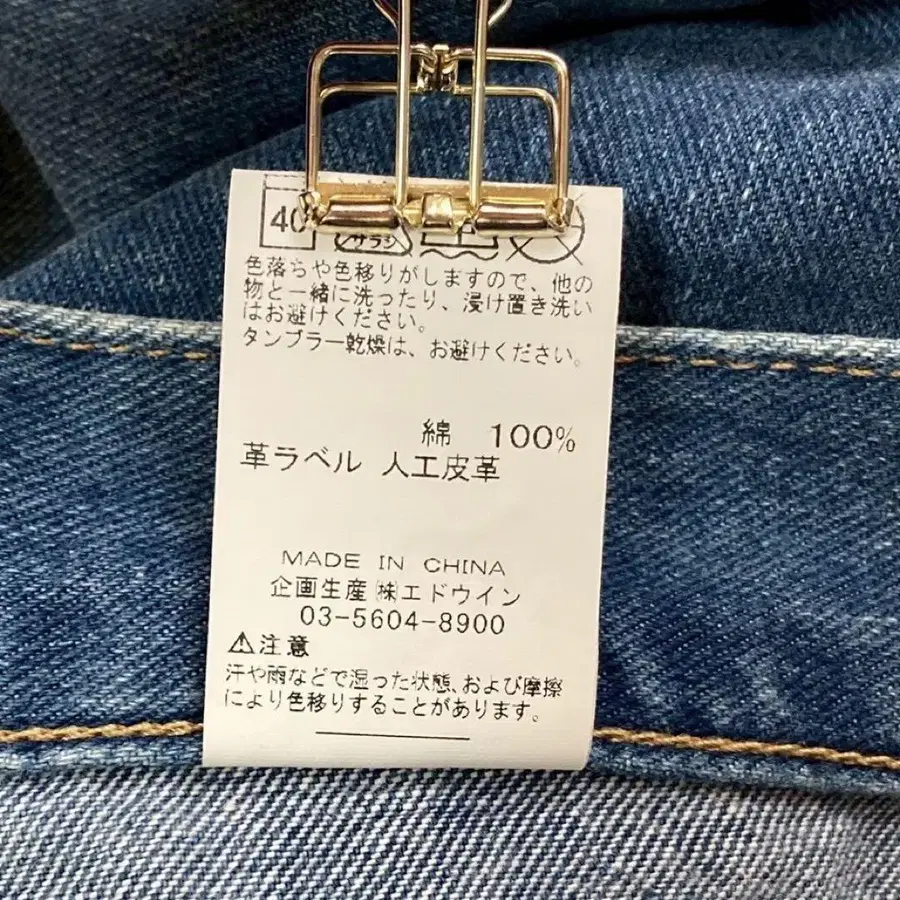 40 サラシ
色落ちや色移りがしますので、他の
物と一緒に洗ったり、浸け置き洗い
はお避けください。
タンブラー乾燥は、お避けください。
綿 100%
革ラベル 人工皮革
MADE IN CHINA
企画生産㈱エドウイン
03-5604-8900
⚠注意
汗や雨などで湿った状態、および摩擦
により色移りすることがあります。